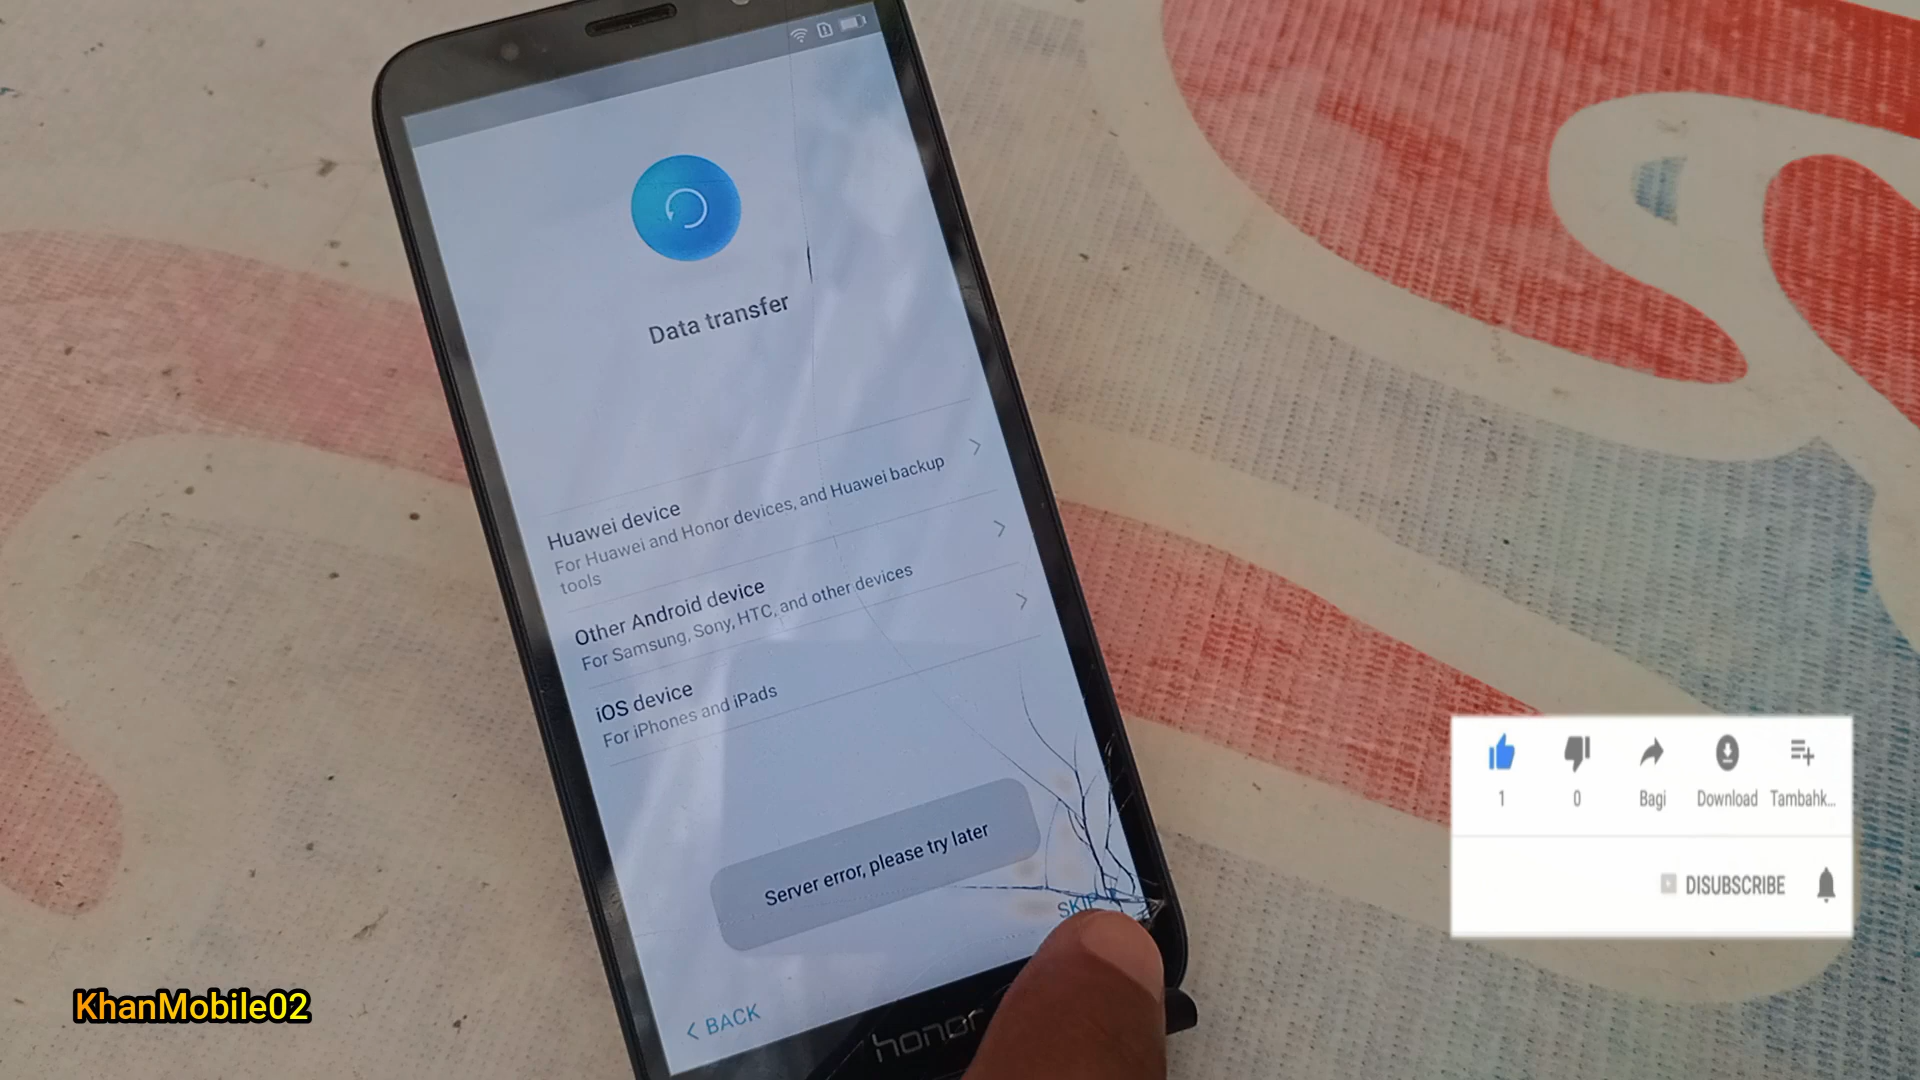 Data transfer
Huawei device
For Huawei and Honor devices, and Huawei backup
tools
Other Android device
For Samsung, Sony, HTC, and other devices
iOS device
For iPhones and iPads
Server error, please try later
SKIP
< BACK
honor
1
0
Bagi
Download
Tambahk...
DISUBSCRIBE
KhanMobile02